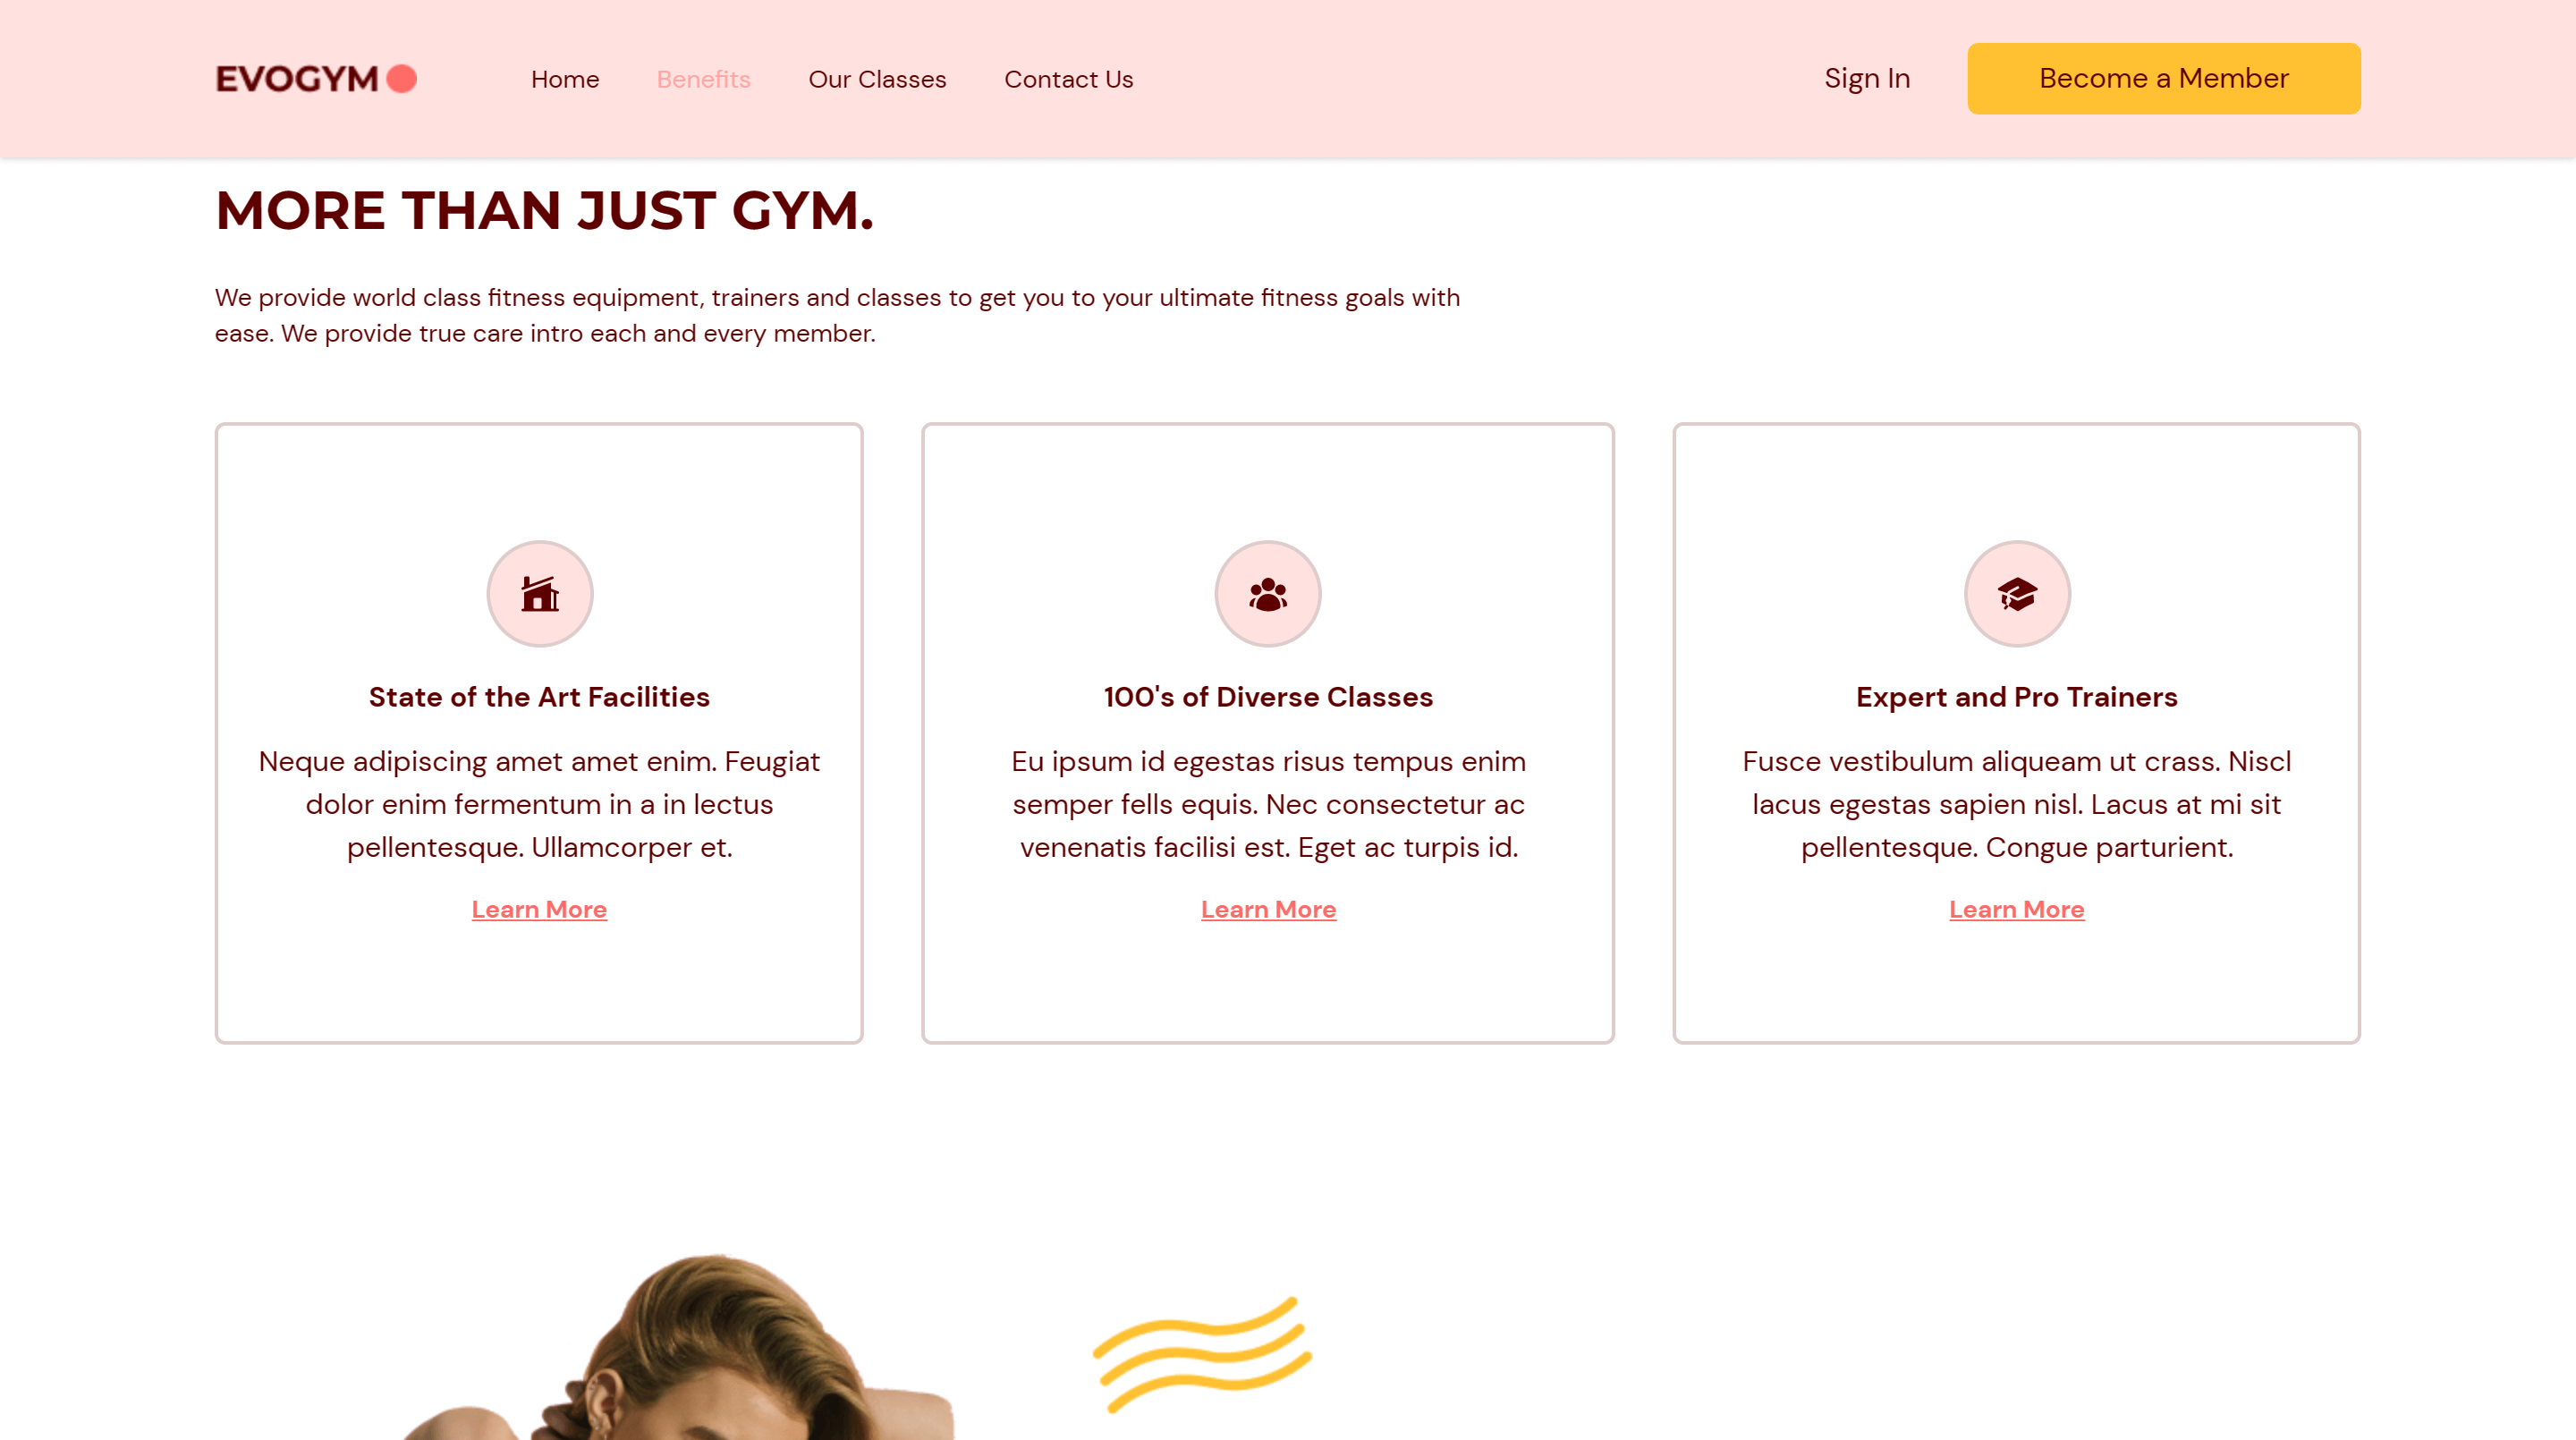 EVOGYM
Home
Benefits
Our Classes
Contact Us
Sign In
Become a Member
MORE THAN JUST GYM.
We provide world class fitness equipment, trainers and classes to get you to your ultimate fitness goals with
ease. We provide true care intro each and every member.
State of the Art Facilities
Neque adipiscing amet amet enim. Feugiat
dolor enim fermentum in a in lectus
pellentesque. Ullamcorper et.
Learn More
100's of Diverse Classes
Eu ipsum id egestas risus tempus enim
semper fells equis. Nec consectetur ac
venenatis facilisi est. Eget ac turpis id.
Learn More
Expert and Pro Trainers
Fusce vestibulum aliqueam ut crass. Niscl
lacus egestas sapien nisl. Lacus at mi sit
pellentesque. Congue parturient.
Learn More